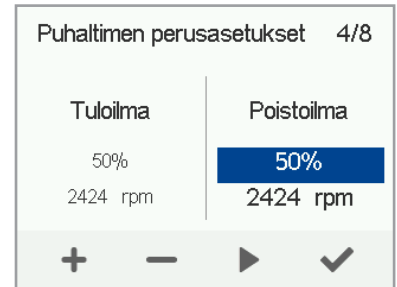 Puhaltimen perusasetukset 4/8
Tuloilma Poistoilma
50% 50%
2424 rpm 2424 rpm